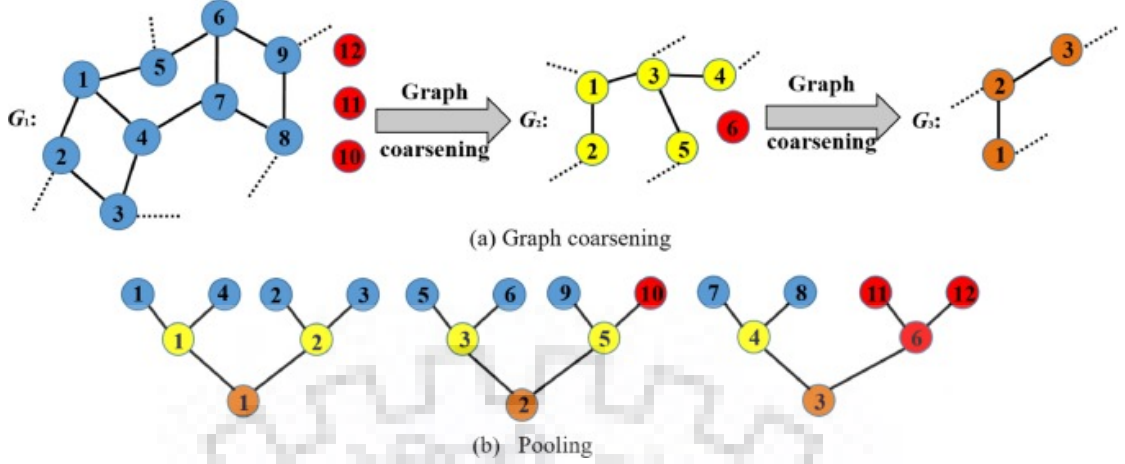 6
12
5
9
1
3
4
3
1
Graph
Graph
2
7
11
G₁:
G₂:
G₃:
4
8
6
2
coarsening
2
5
coarsening
1
10
3
(a) Graph coarsening
1 4 2 3 5 6 9 10 7 8 11 12
1 2 3 5 4 6
1 2 3
(b) Pooling